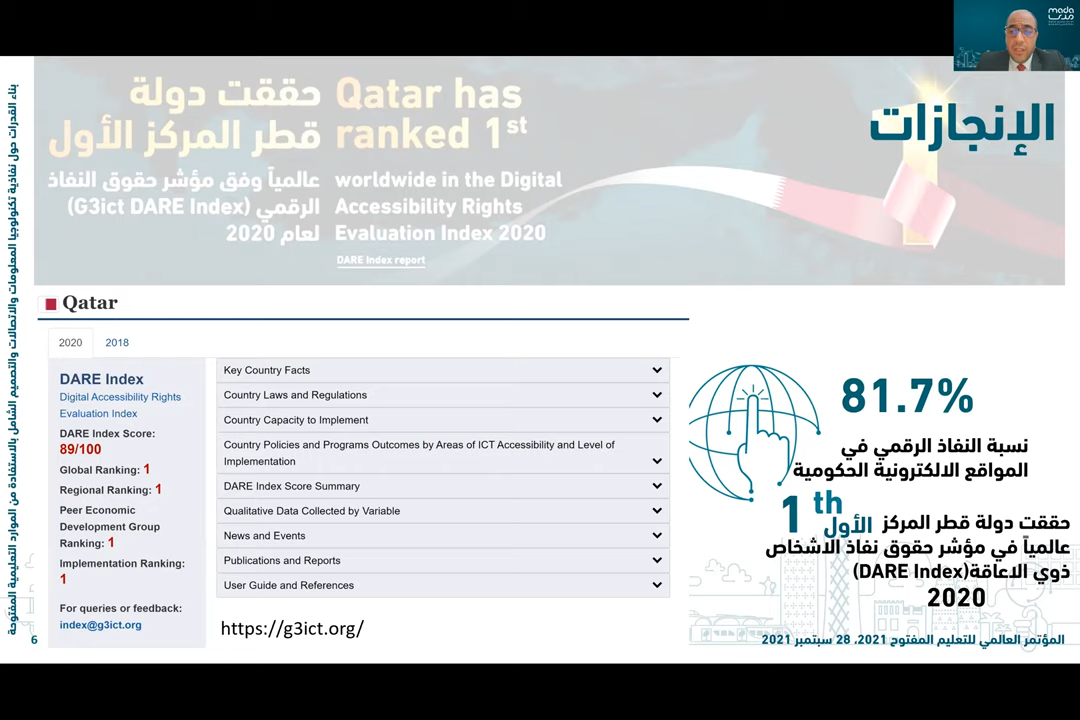 mada
مدى
الإنجازات
حققت دولة
قطر المركز الأول
عالمياً وفق مؤشر حقوق النفاذ
الرقمي (G3ict DARE Index)
لعام 2020
Qatar has
ranked 1st
worldwide in the Digital
Accessibility Rights
Evaluation Index 2020
DARE Index report
بناء القدرات حول نفاذية تكنولوجيا المعلومات والاتصالات والتصميم الشامل بالاستفادة من الموارد التعليمية المفتوحة
Qatar
2020
2018
DARE Index
Digital Accessibility Rights
Evaluation Index
DARE Index Score:
89/100
Global Ranking: 1
Regional Ranking: 1
Peer Economic
Development Group
Ranking: 1
Implementation Ranking:
1
For queries or feedback:
index@g3ict.org
Key Country Facts
Country Laws and Regulations
Country Capacity to Implement
Country Policies and Programs Outcomes by Areas of ICT Accessibility and Level of
Implementation
DARE Index Score Summary
Qualitative Data Collected by Variable
News and Events
Publications and Reports
User Guide and References
https://g3ict.org/
81.7%
نسبة النفاذ الرقمي في
المواقع الالكترونية الحكومية
1th
حققت دولة قطر المركز الأول
عالمياً في مؤشر حقوق نفاذ الاشخاص
ذوي الاعاقة(DARE Index)
2020
المؤتمر العالمي للتعليم المفتوح 2021، 28 سبتمبر 2021
6